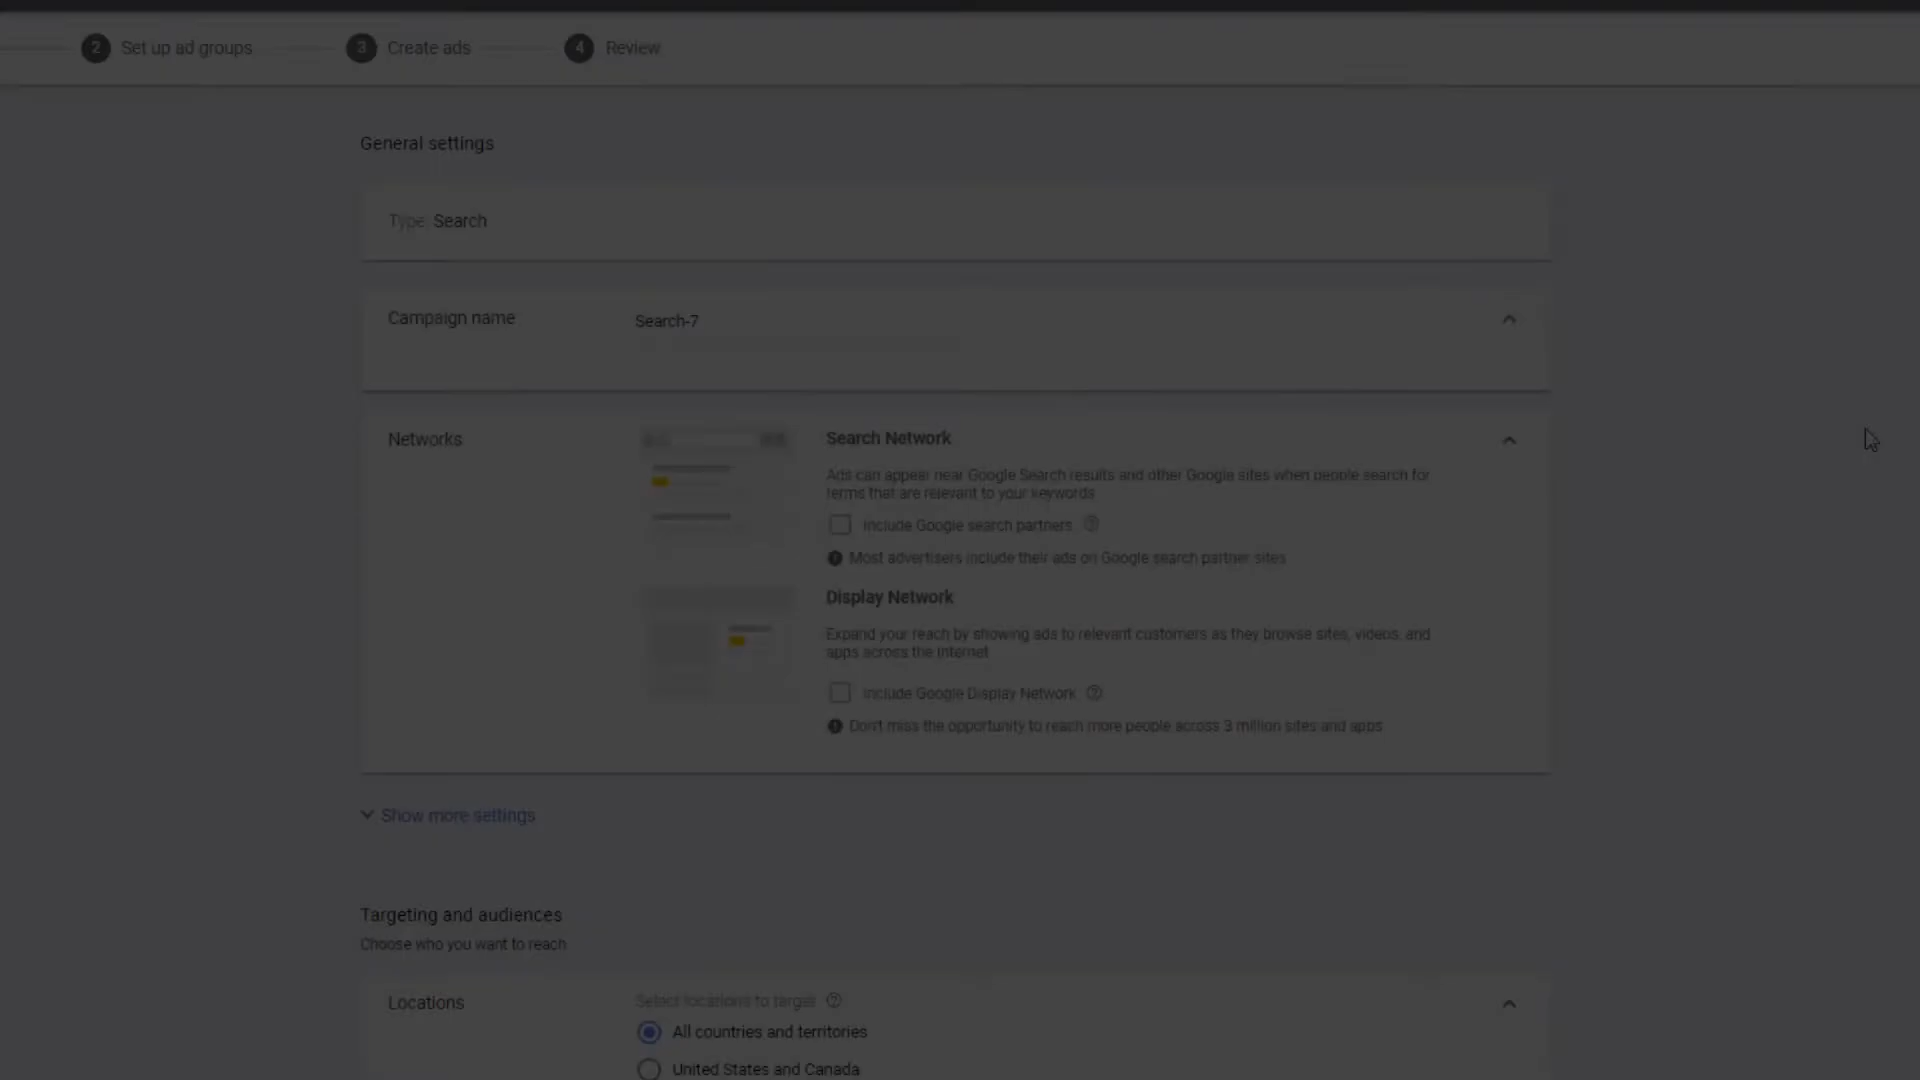 2 Set up ad groups 3 Create ads 4 Review
General settings
Type: Search
Campaign name Search-7
Networks
Search Network
Ads can appear near Google Search results and other Google sites when people search for
terms that are relevant to your keywords
Include Google search partners
Most advertisers include their ads on Google search partner sites
Display Network
Expand your reach by showing ads to relevant customers as they browse sites, videos, and
apps across the Internet
Include Google Display Network
Don't miss the opportunity to reach more people across 3 million sites and apps
Show more settings
Targeting and audiences
Choose who you want to reach
Locations
Select locations to target
All countries and territories
United States and Canada